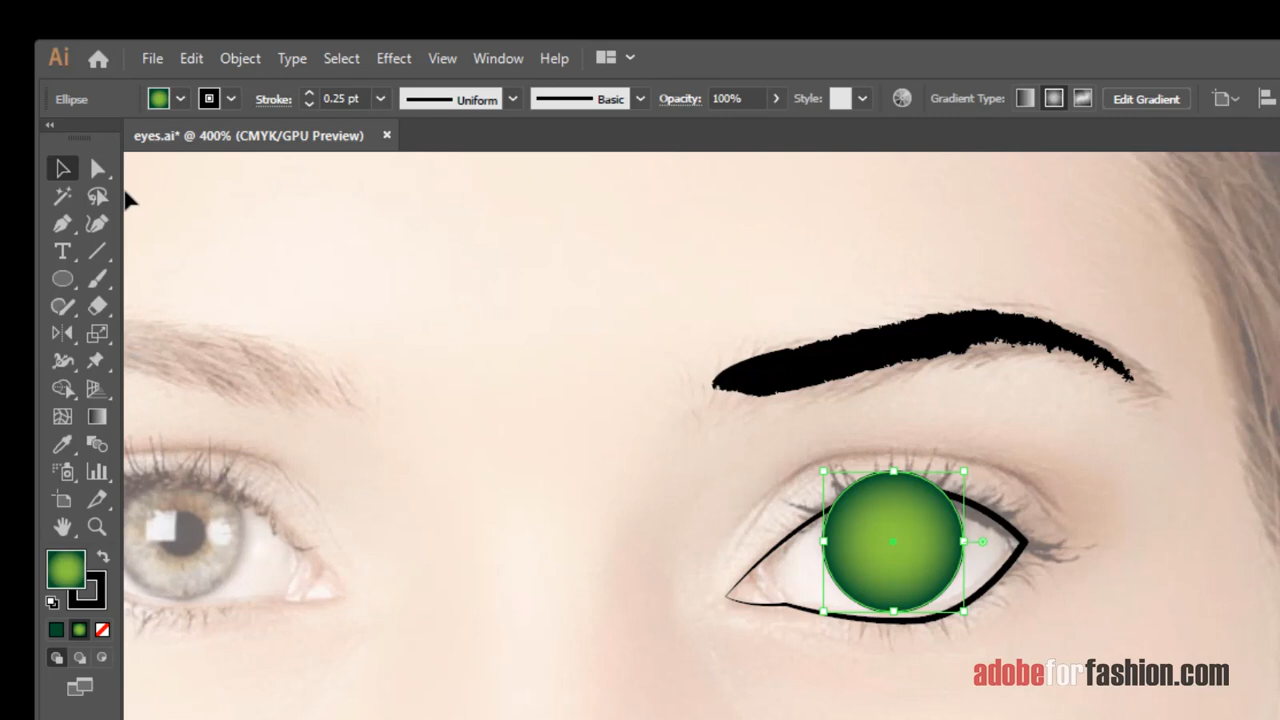 Ai File Edit Object Type Select Effect View Window Help
Ellipse Stroke: 0.25 pt Uniform Basic Opacity: 100% Style: Gradient Type: Edit Gradient
eyes.ai* @ 400% (CMYK/GPU Preview) ×
adobeforfashion.com